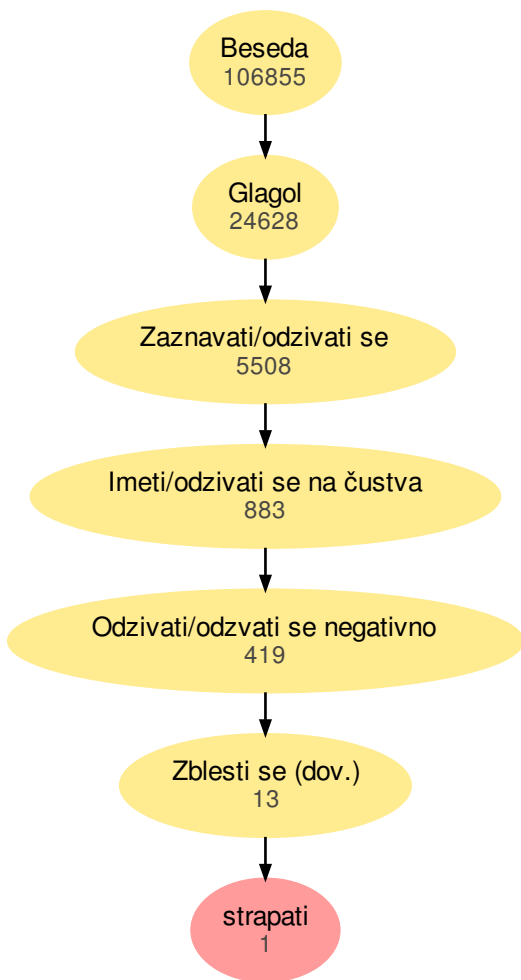 Beseda
106855
Glagol
24628
Zaznavati/odzivati se
5508
Imeti/odzivati se na čustva
883
Odzivati/odzvati se negativno
419
Zblesti se (dov.)
13
strapati
1